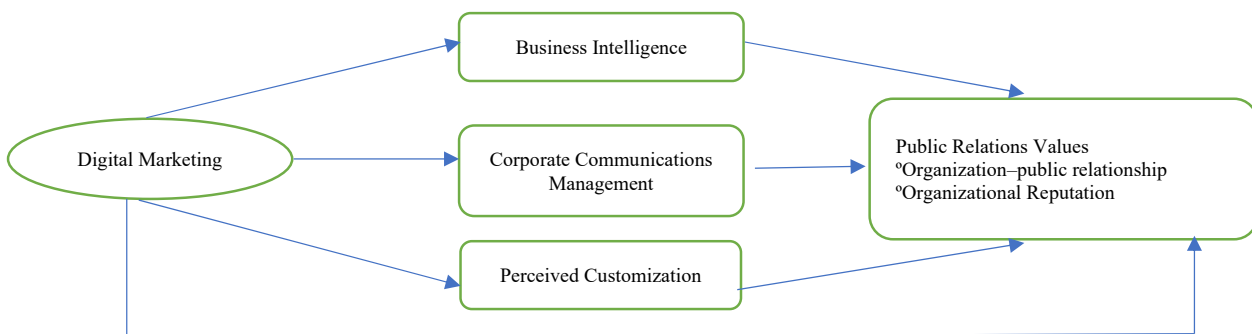 Business Intelligence
Digital Marketing
Corporate Communications
Management
Public Relations Values
ºOrganization–public relationship
ºOrganizational Reputation
Perceived Customization